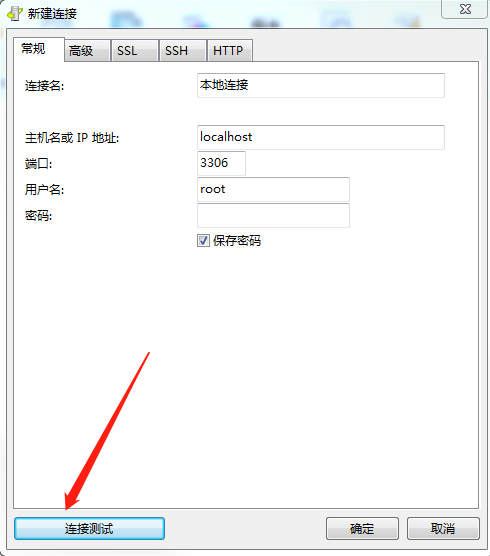 新建连接
常规 高级 SSL SSH HTTP
连接名: 本地连接
主机名或 IP 地址: localhost
端口: 3306
用户名: root
密码:
保存密码
连接测试 确定 取消